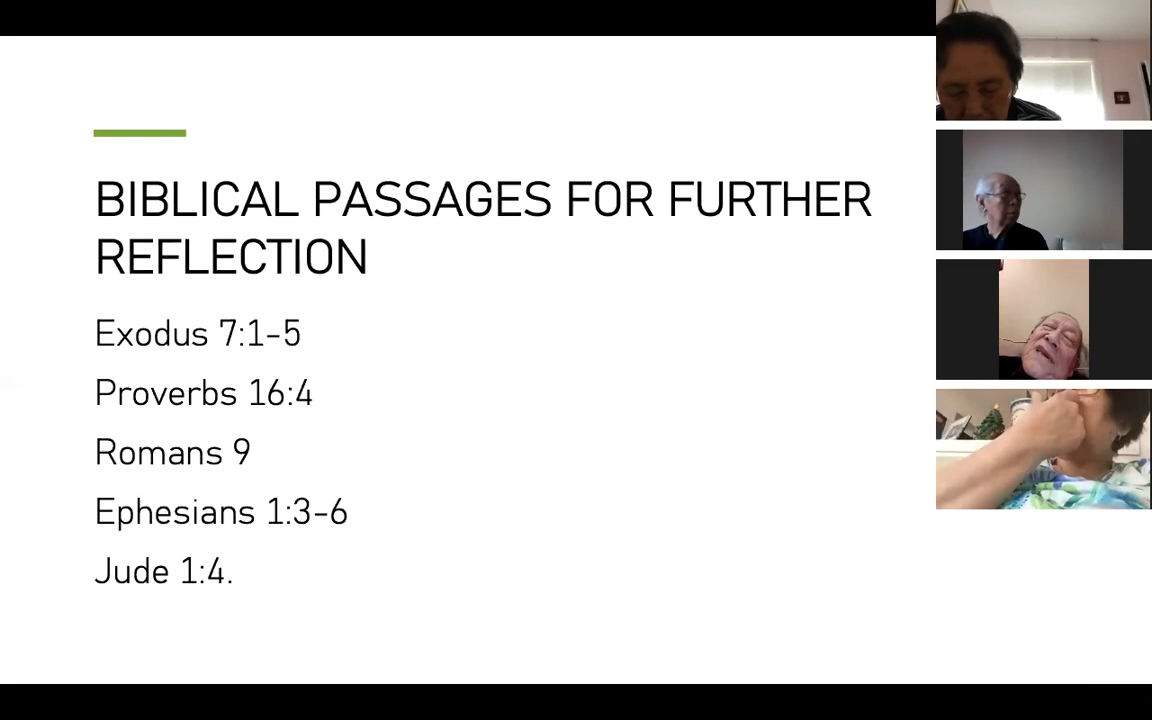 BIBLICAL PASSAGES FOR FURTHER
REFLECTION
Exodus 7:1-5
Proverbs 16:4
Romans 9
Ephesians 1:3-6
Jude 1:4.